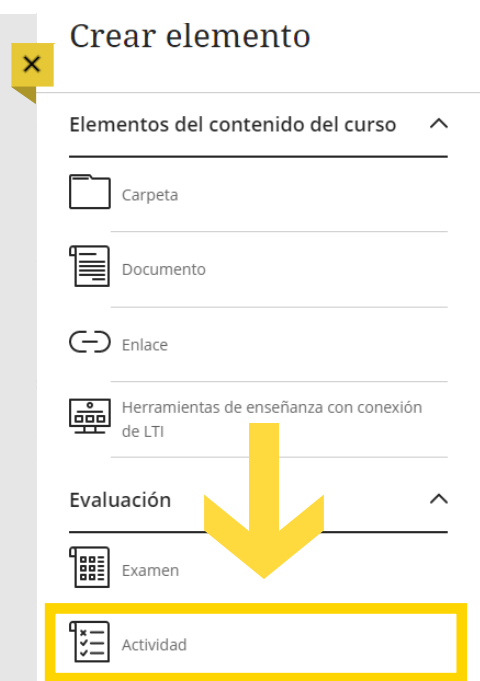 Crear elemento
Elementos del contenido del curso
Carpeta
Documento
Enlace
Herramientas de enseñanza con conexión
de LTI
Evaluación
Examen
Actividad